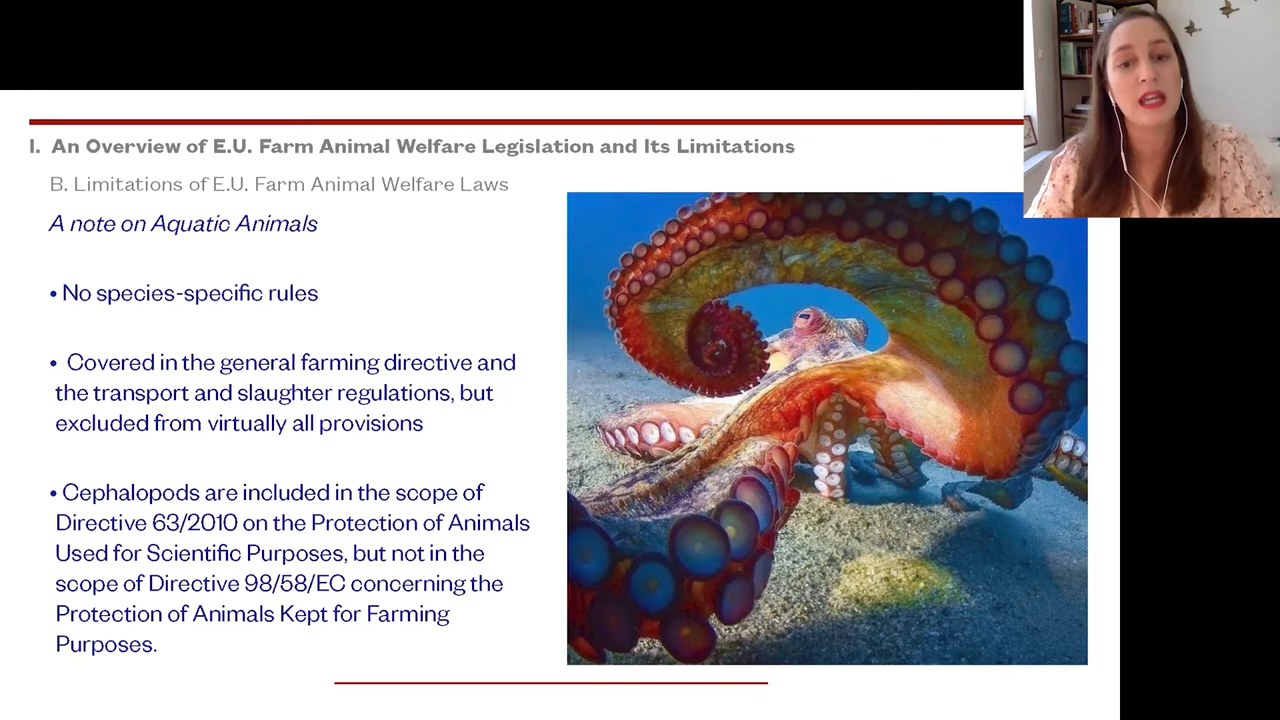 I. An Overview of E.U. Farm Animal Welfare Legislation and Its Limitations
B. Limitations of E.U. Farm Animal Welfare Laws
A note on Aquatic Animals
• No species-specific rules
• Covered in the general farming directive and
the transport and slaughter regulations, but
excluded from virtually all provisions
• Cephalopods are included in the scope of
Directive 63/2010 on the Protection of Animals
Used for Scientific Purposes, but not in the
scope of Directive 98/58/EC concerning the
Protection of Animals Kept for Farming
Purposes.